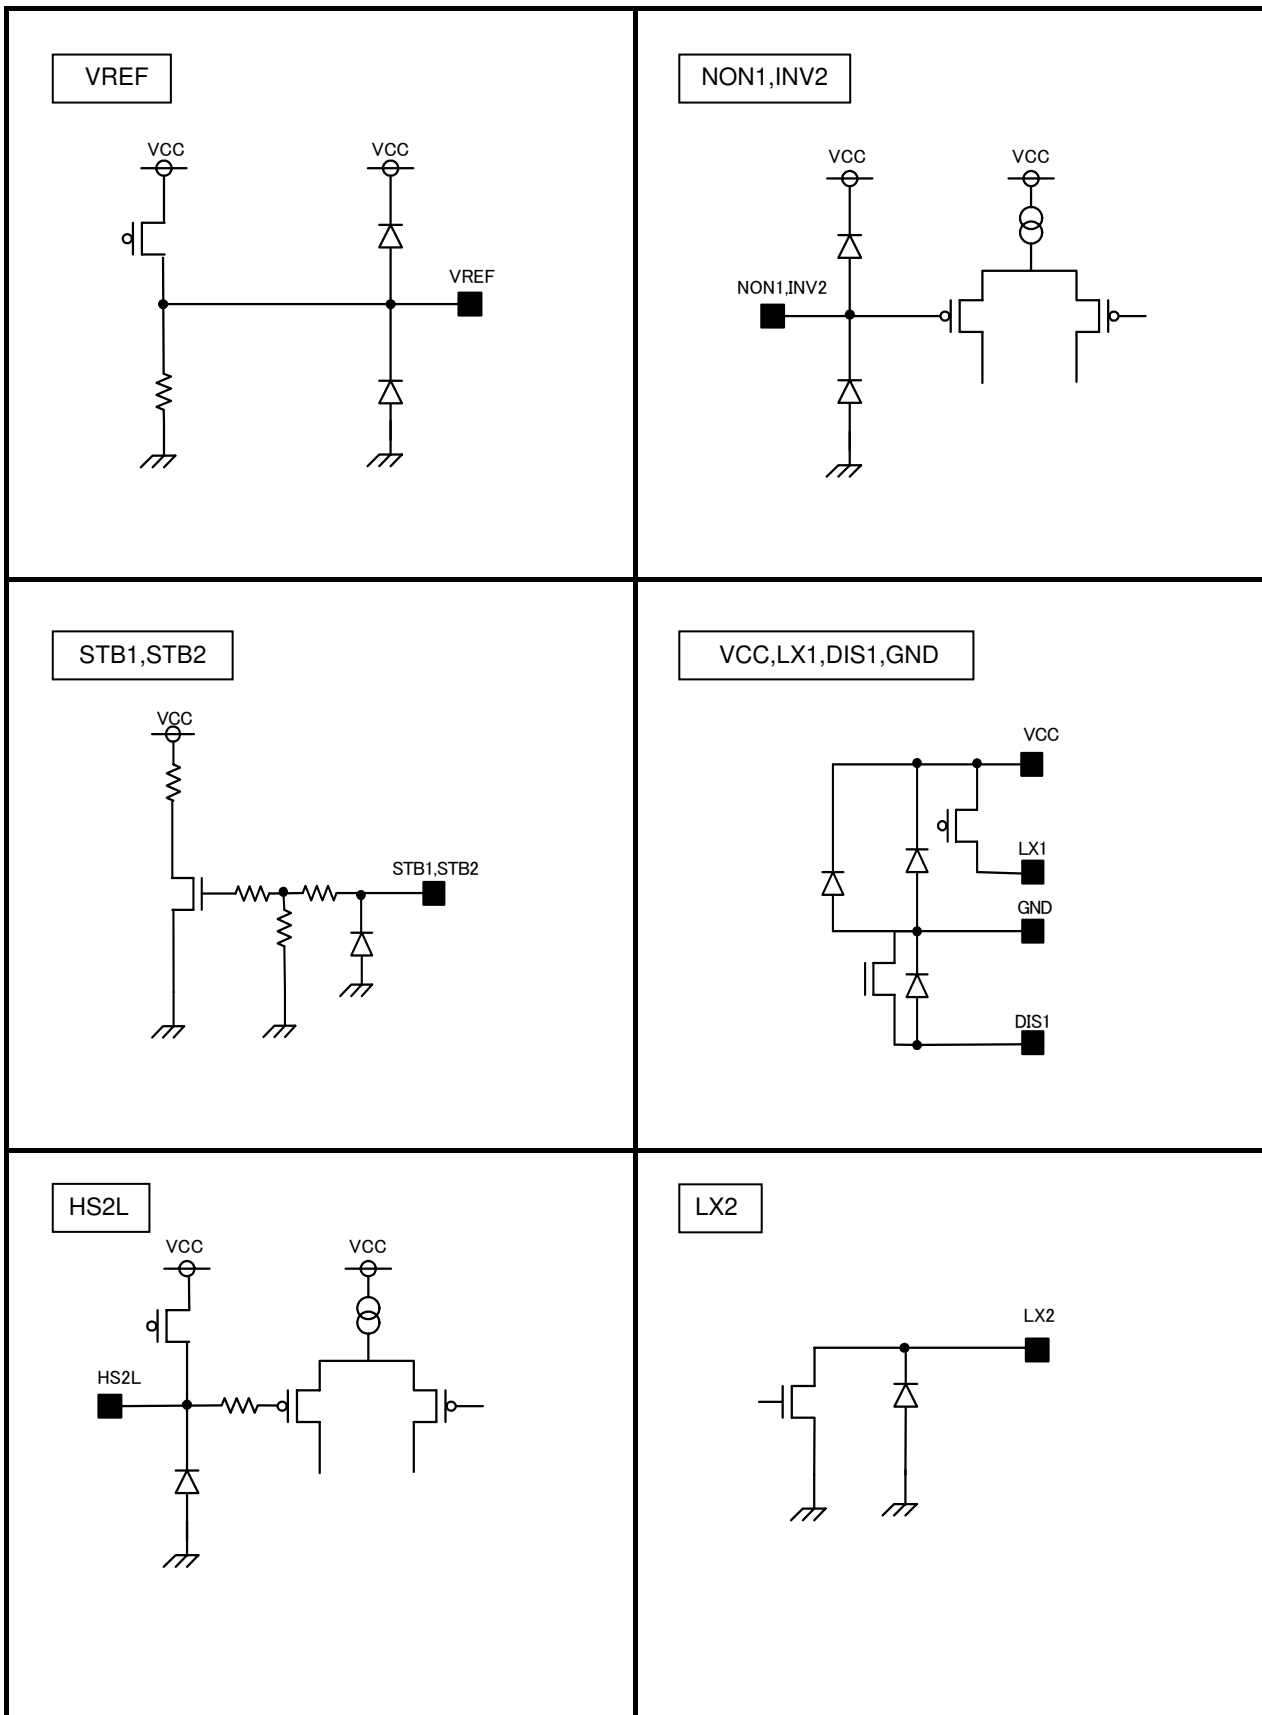 VREF
VCC
VCC
VREF
NON1,INV2
VCC
VCC
NON1,INV2
STB1,STB2
VCC
STB1,STB2
VCC,LX1,DIS1,GND
VCC
LX1
GND
DIS1
HS2L
VCC
VCC
HS2L
LX2
LX2